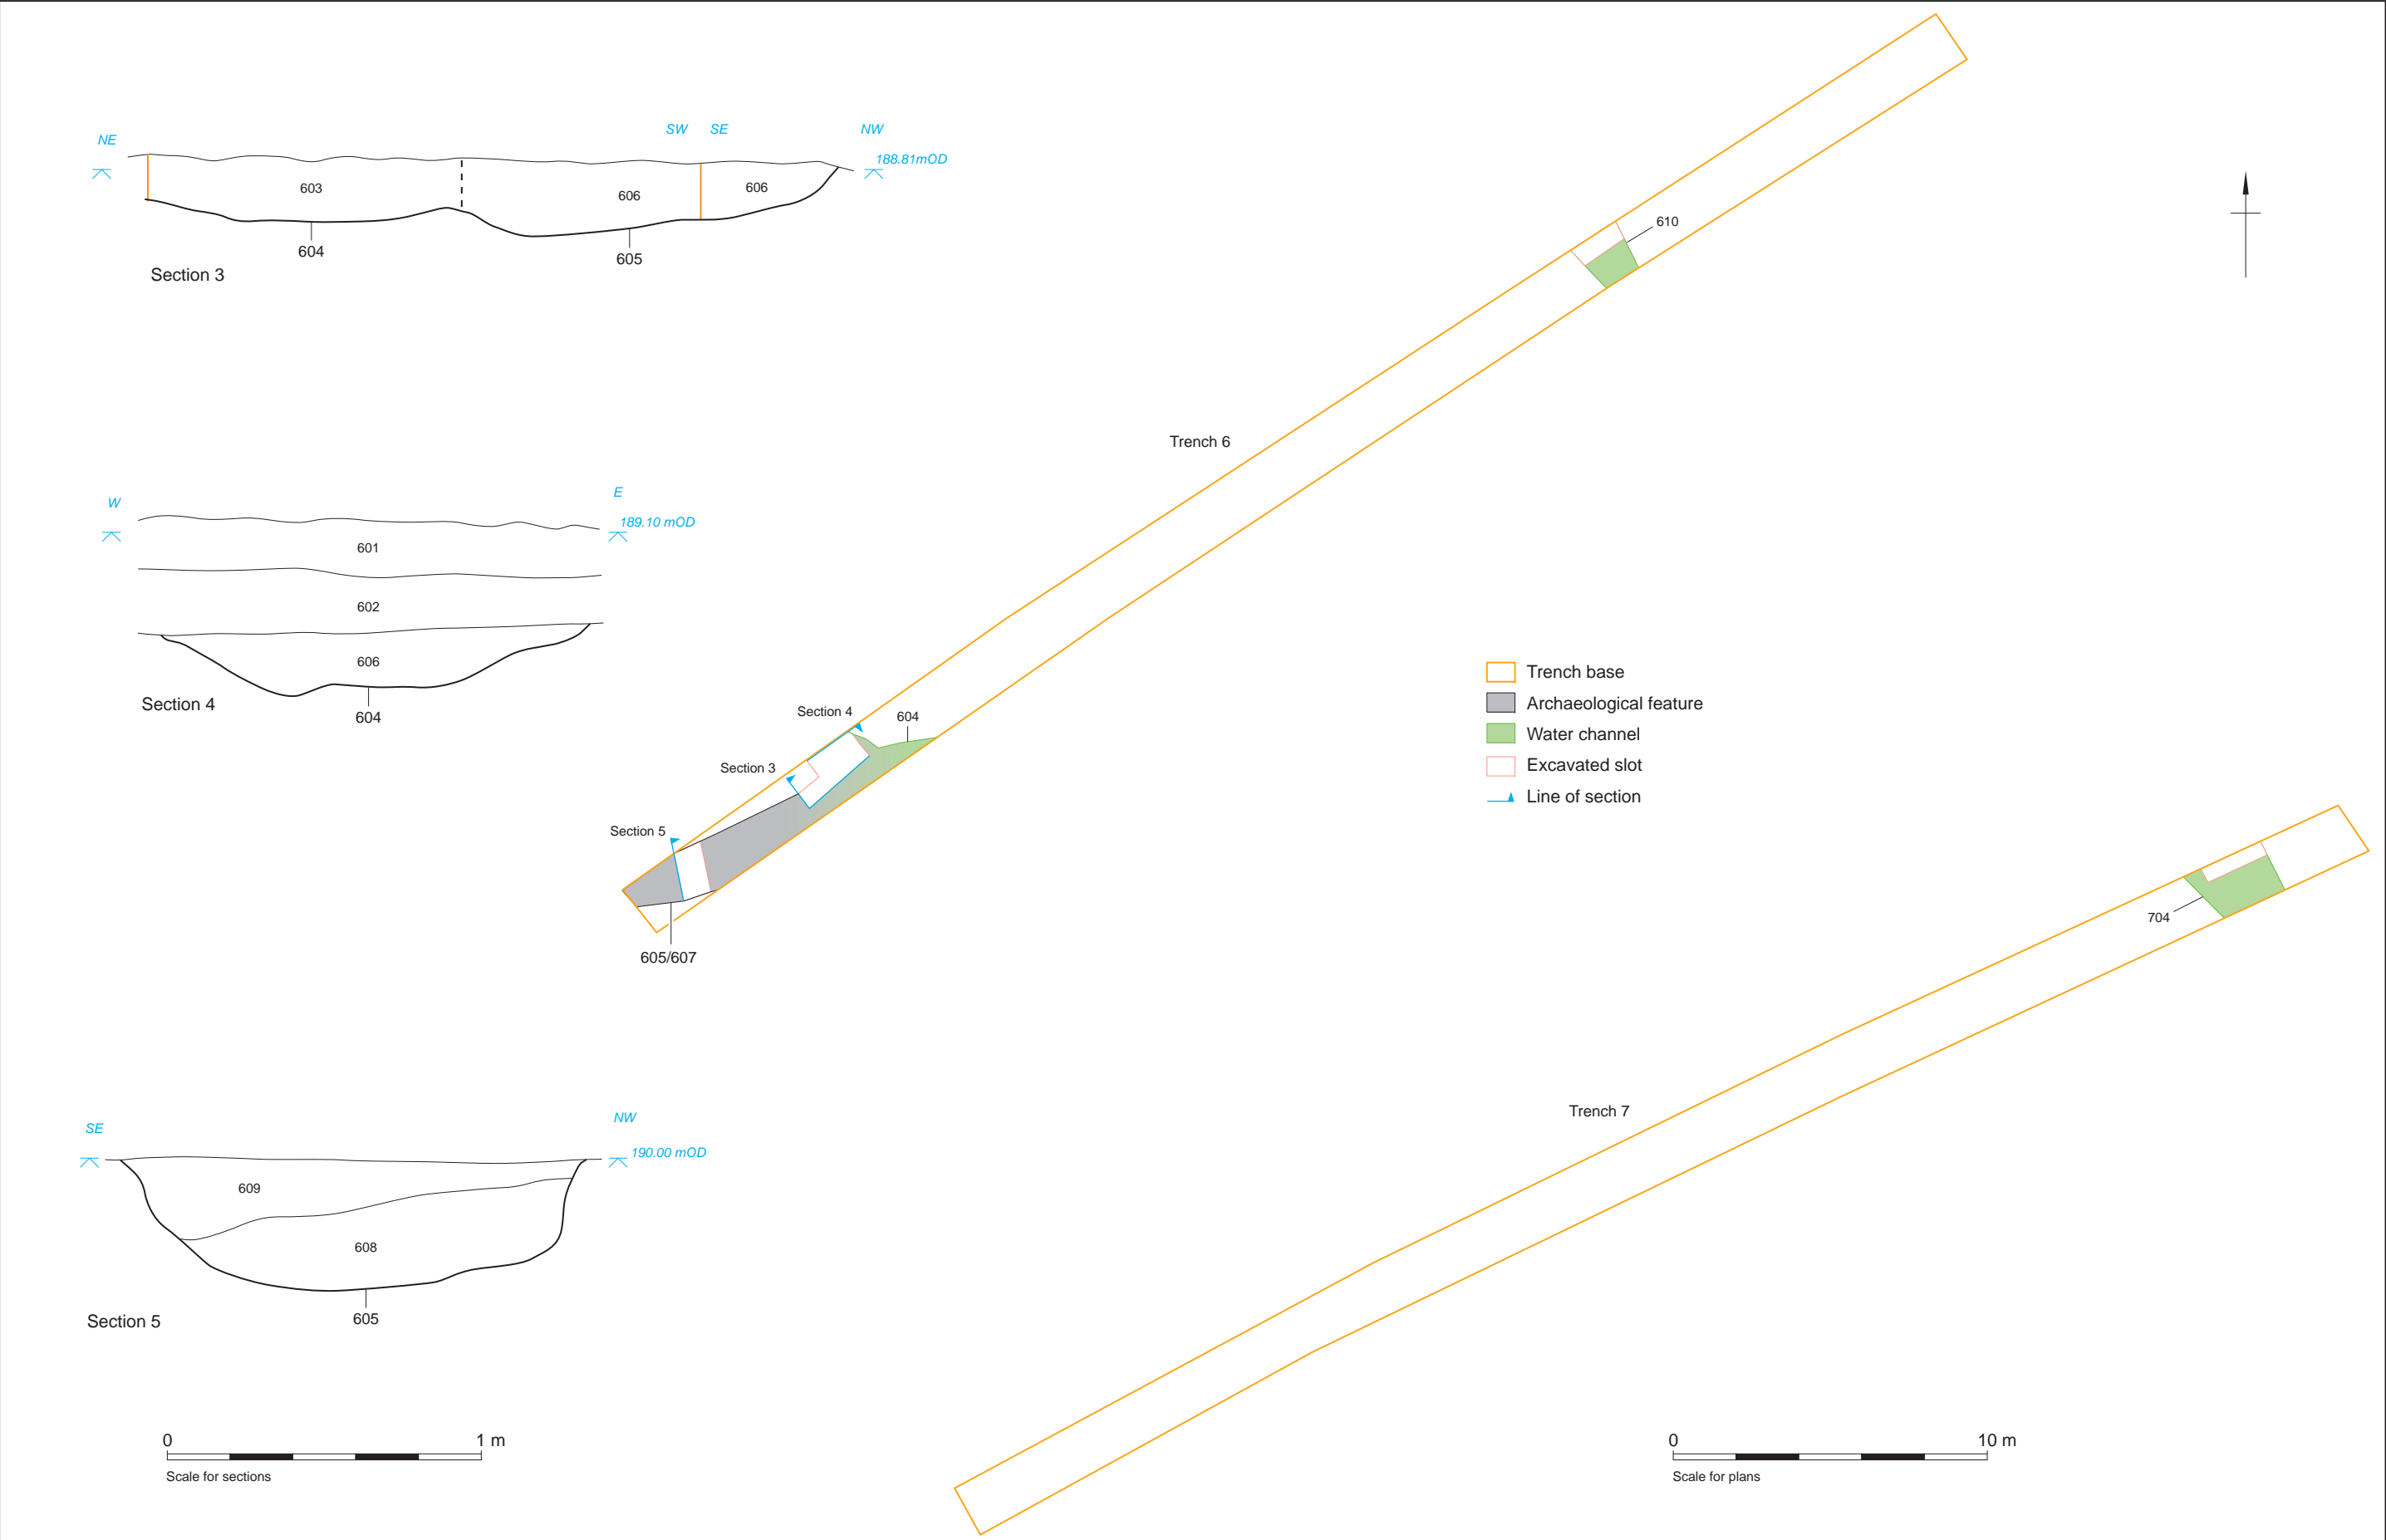 NE
SW SE
NW
188.81mOD
603
606
606
604
605
Section 3
W
E
189.10 mOD
601
602
606
604
Section 4
SE
NW
190.00 mOD
609
608
605
Section 5
0 1 m
Scale for sections
610
Trench 6
Section 4
604
Section 3
Section 5
605/607
Trench base
Archaeological feature
Water channel
Excavated slot
Line of section
704
Trench 7
0 10 m
Scale for plans